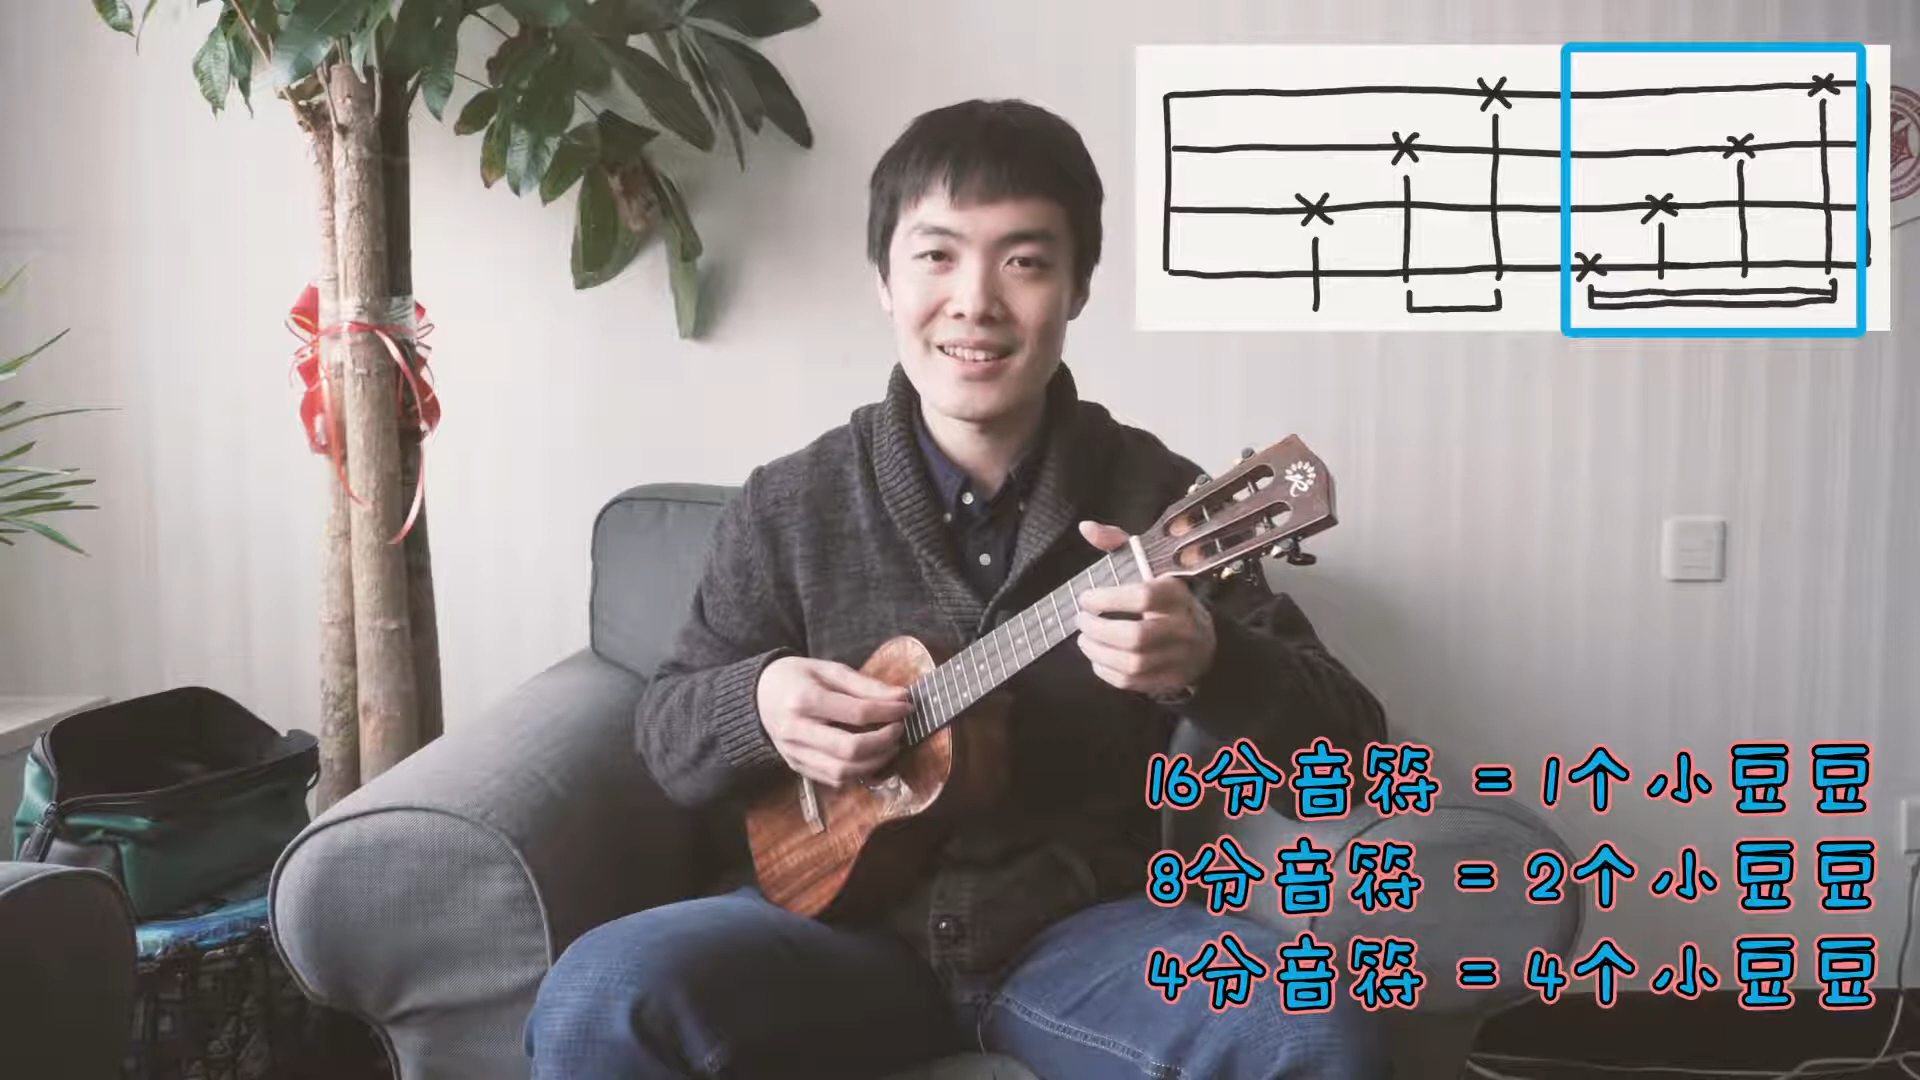 16分音符 = 1个小豆豆
8分音符 = 2个小豆豆
4分音符 = 4个小豆豆